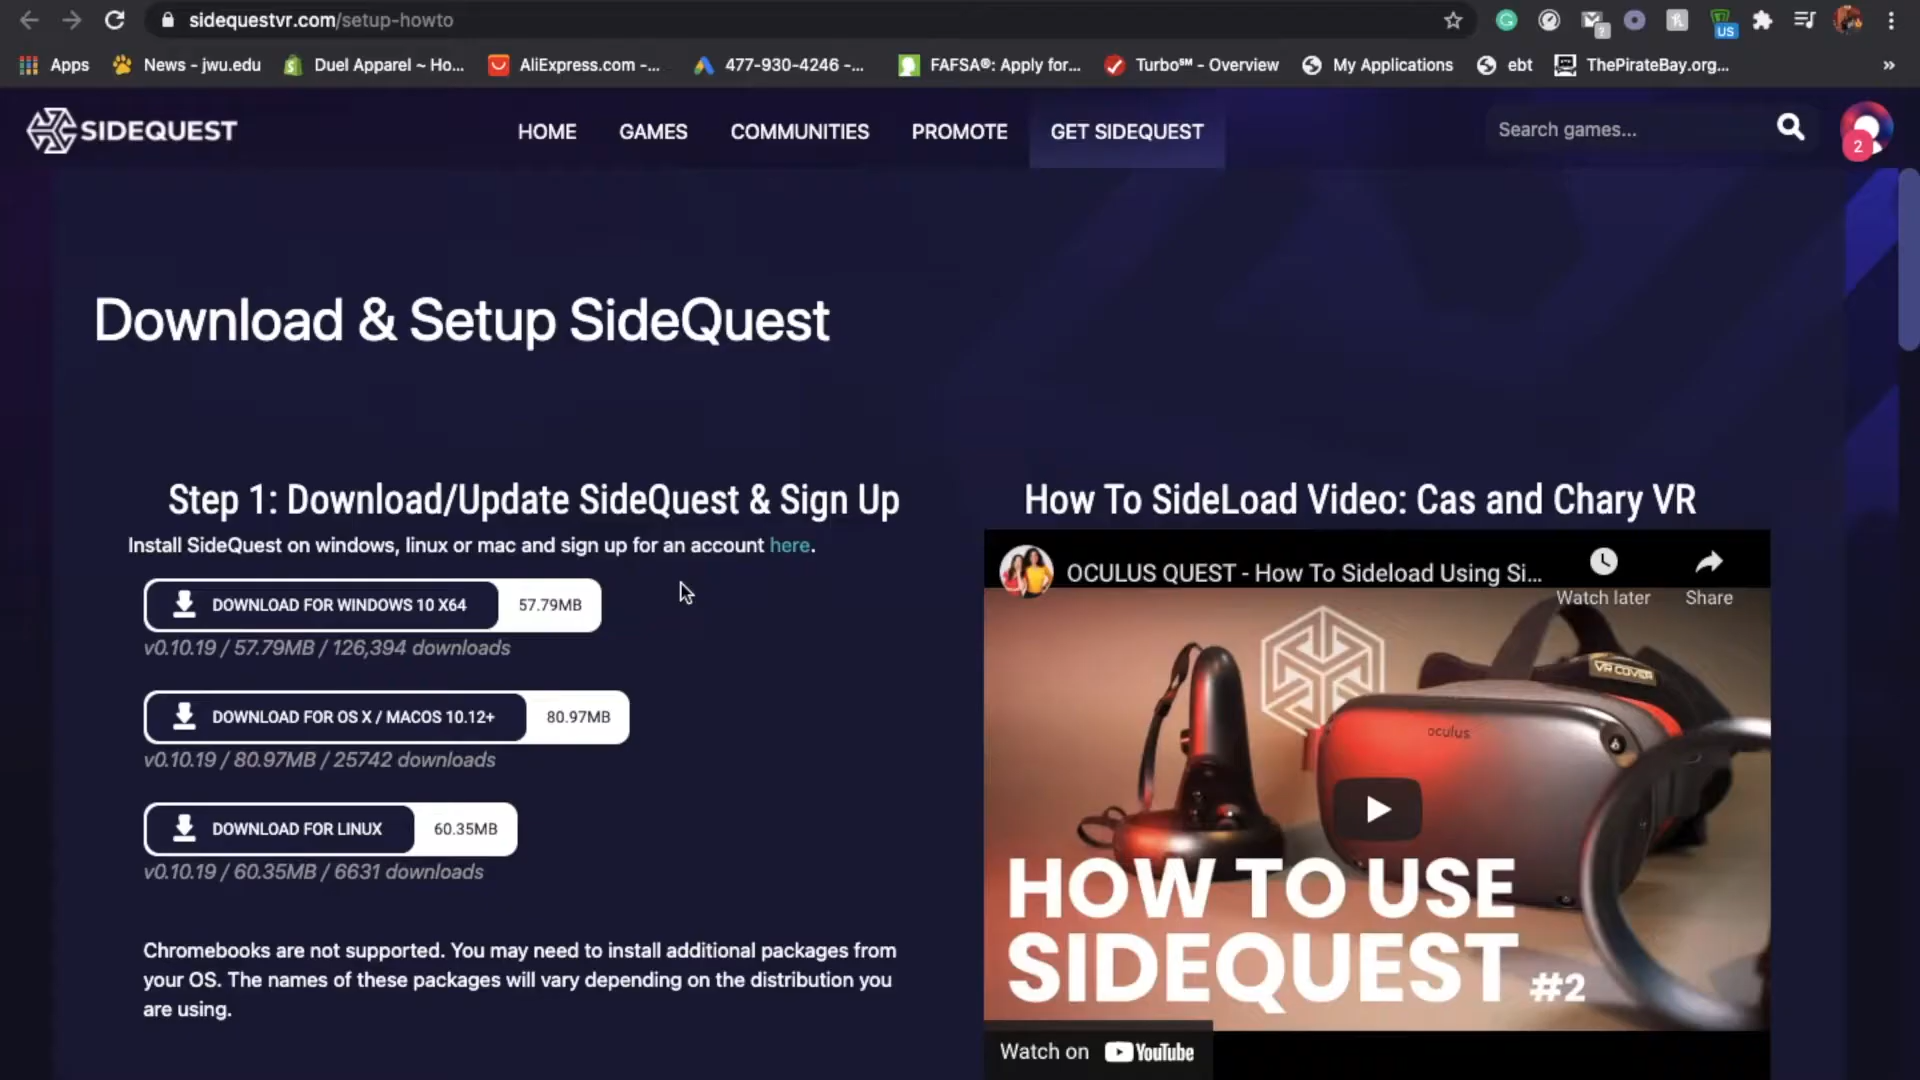 sidequestvr.com/setup-howto
US
Apps
News - jwu.edu
Duel Apparel ~ Ho...
AliExpress.com -...
477-930-4246 -...
FAFSA®: Apply for...
Turbo℠ - Overview
My Applications
ebt
ThePirateBay.org...
»
SIDEQUEST
HOME
GAMES
COMMUNITIES
PROMOTE
GET SIDEQUEST
Search games...
2
Download & Setup SideQuest
Step 1: Download/Update SideQuest & Sign Up
Install SideQuest on windows, linux or mac and sign up for an account here.
DOWNLOAD FOR WINDOWS 10 X64 57.79MB
v0.10.19 / 57.79MB / 126,394 downloads
DOWNLOAD FOR OS X / MACOS 10.12+ 80.97MB
v0.10.19 / 80.97MB / 25742 downloads
DOWNLOAD FOR LINUX 60.35MB
v0.10.19 / 60.35MB / 6631 downloads
Chromebooks are not supported. You may need to install additional packages from
your OS. The names of these packages will vary depending on the distribution you
are using.
How To SideLoad Video: Cas and Chary VR
OCULUS QUEST - How To Sideload Using Si...
Watch later
Share
VR COVER
oculus
HOW TO USE
SIDEQUEST #2
Watch on YouTube